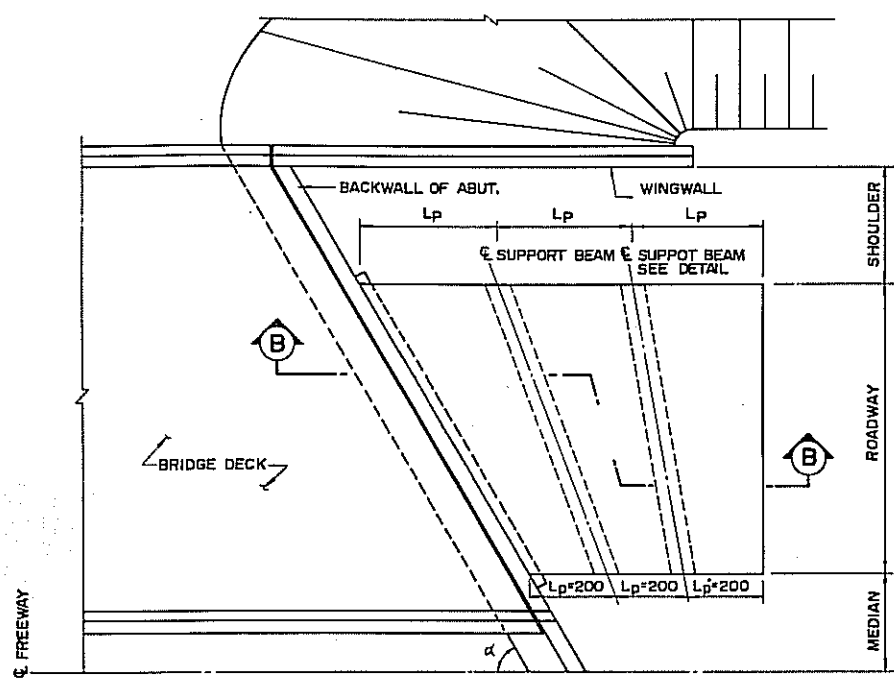 BACKWALL OF ABUT.
WINGWALL
Lp
Lp
Lp
℄ SUPPORT BEAM
℄ SUPPOT BEAM
SEE DETAIL
SHOULDER
B
ROADWAY
BRIDGE DECK
B
Lp=200
Lp=200
Lp=200
MEDIAN
℄ FREEWAY
α